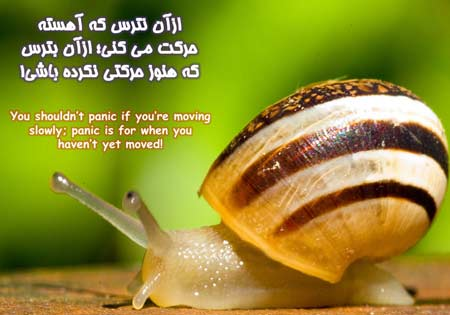 ازآن نترس که آهسته
حرکت می کنی؛ ازآن بترس
که هنوز حرکتی نکرده باشی!
You shouldn't panic if you're moving
slowly; panic is for when you
haven't yet moved!